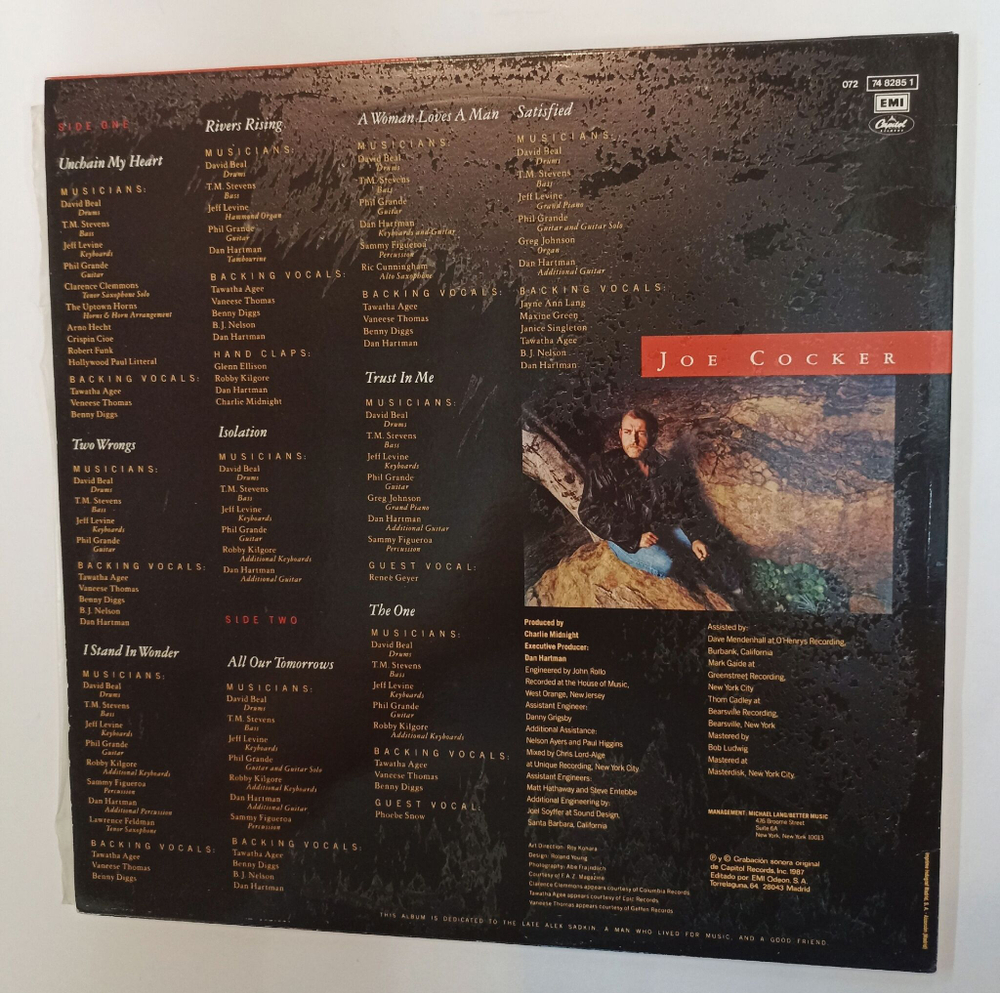 SIDE ONE
Unchain My Heart
MUSICIANS:
David Beal
Drums
T.M. Stevens
Bass
Jeff Levine
Keyboards
Phil Grande
Guitar
Clarence Clemmons
Tenor Saxophone Solo
The Uptown Horns
Horns & Horn Arrangement
Arno Hecht
Crispin Cioe
Robert Funk
Hollywood Paul Litteral
BACKING VOCALS:
Tawatha Agee
Veneese Thomas
Benny Diggs
Two Wrongs
MUSICIANS:
David Beal
Drums
T.M. Stevens
Bass
Jeff Levine
Keyboards
Phil Grande
Guitar
BACKING VOCALS:
Tawatha Agee
Vaneese Thomas
Benny Diggs
B.J. Nelson
Dan Hartman
I Stand In Wonder
MUSICIANS:
David Beal
Drums
T.M. Stevens
Bass
Jeff Levine
Keyboards
Phil Grande
Guitar
Robby Kilgore
Additional Keyboards
Sammy Figueroa
Percussion
Dan Hartman
Additional Percussion
Lawrence Feldman
Tenor Saxophone
BACKING VOCALS:
Tawatha Agee
Vaneese Thomas
Benny Diggs
Rivers Rising
MUSICIANS:
David Beal
Drums
T.M. Stevens
Bass
Jeff Levine
Hammond Organ
Phil Grande
Guitar
Dan Hartman
Tambourine
BACKING VOCALS:
Tawatha Agee
Vaneese Thomas
Benny Diggs
B.J. Nelson
Dan Hartman
HAND CLAPS:
Glenn Ellison
Robby Kilgore
Dan Hartman
Charlie Midnight
Isolation
MUSICIANS:
David Beal
Drums
T.M. Stevens
Bass
Jeff Levine
Keyboards
Phil Grande
Guitar
Robby Kilgore
Additional Keyboards
Dan Hartman
Additional Guitar
SIDE TWO
All Our Tomorrows
MUSICIANS:
David Beal
Drums
T.M. Stevens
Bass
Jeff Levine
Keyboards
Phil Grande
Guitar and Guitar Solo
Robby Kilgore
Additional Keyboards
Dan Hartman
Additional Guitar
Sammy Figueroa
Percussion
BACKING VOCALS:
Tawatha Agee
Benny Diggs
B.J. Nelson
Dan Hartman
A Woman Loves A Man
MUSICIANS:
David Beal
Drums
T.M. Stevens
Bass
Phil Grande
Guitar
Dan Hartman
Keyboards and Guitar
Sammy Figueroa
Percussion
Ric Cunningham
Alto Saxophone
BACKING VOCALS:
Tawatha Agee
Vaneese Thomas
Benny Diggs
Dan Hartman
Trust In Me
MUSICIANS:
David Beal
Drums
T.M. Stevens
Bass
Jeff Levine
Keyboards
Phil Grande
Guitar
Greg Johnson
Grand Piano
Dan Hartman
Additional Guitar
Sammy Figueroa
Percussion
GUEST VOCAL:
Reneé Geyer
The One
MUSICIANS:
David Beal
Drums
T.M. Stevens
Bass
Jeff Levine
Keyboards
Phil Grande
Guitar
Robby Kilgore
Additional Keyboards
BACKING VOCALS:
Tawatha Agee
Vaneese Thomas
Benny Diggs
GUEST VOCAL:
Phoebe Snow
Satisfied
MUSICIANS:
David Beal
Drums
T.M. Stevens
Bass
Jeff Levine
Grand Piano
Phil Grande
Guitar and Guitar Solo
Greg Johnson
Organ
Dan Hartman
Additional Guitar
BACKING VOCALS:
Jayne Ann Lang
Maxine Green
Janice Singleton
Tawatha Agee
B.J. Nelson
Dan Hartman
072 74 8285 1
EMI
Capitol
RECORDS
JOE COCKER
Produced by
Charlie Midnight
Executive Producer:
Dan Hartman
Engineered by John Rollo
Recorded at the House of Music,
West Orange, New Jersey
Assistant Engineer:
Danny Grigsby
Additional Assistance:
Nelson Ayers and Paul Higgins
Mixed by Chris Lord-Alge
at Unique Recording, New York City
Assistant Engineers:
Matt Hathaway and Steve Entebbe
Additional Engineering by:
Joel Soyffer at Sound Design,
Santa Barbara, California
Art Direction: Roy Kohara
Design: Roland Young
Photography: Abe Frajndlich
Courtesy of F.A.Z. Magazine
Clarence Clemmons appears courtesy of Columbia Records
Tawatha Agee appears courtesy of Epic Records
Vaneese Thomas appears courtesy of Geffen Records
Assisted by:
Dave Mendenhall at O'Henrys Recording,
Burbank, California
Mark Gaide at
Greenstreet Recording,
New York City
Thom Cadley at
Bearsville Recording,
Bearsville, New York
Mastered by
Bob Ludwig
Mastered at
Masterdisk, New York City.
MANAGEMENT: MICHAEL LANG/BETTER MUSIC
426 Broome Street
Suite 6A
New York, New York 10013
℗ y © Grabación sonora original
de Capitol Records, Inc. 1987
Editado por EMI Odeon, S. A.
Torrelaguna, 64. 28043 Madrid
THIS ALBUM IS DEDICATED TO THE LATE ALEK SADKIN. A MAN WHO LIVED FOR MUSIC, AND A GOOD FRIEND.